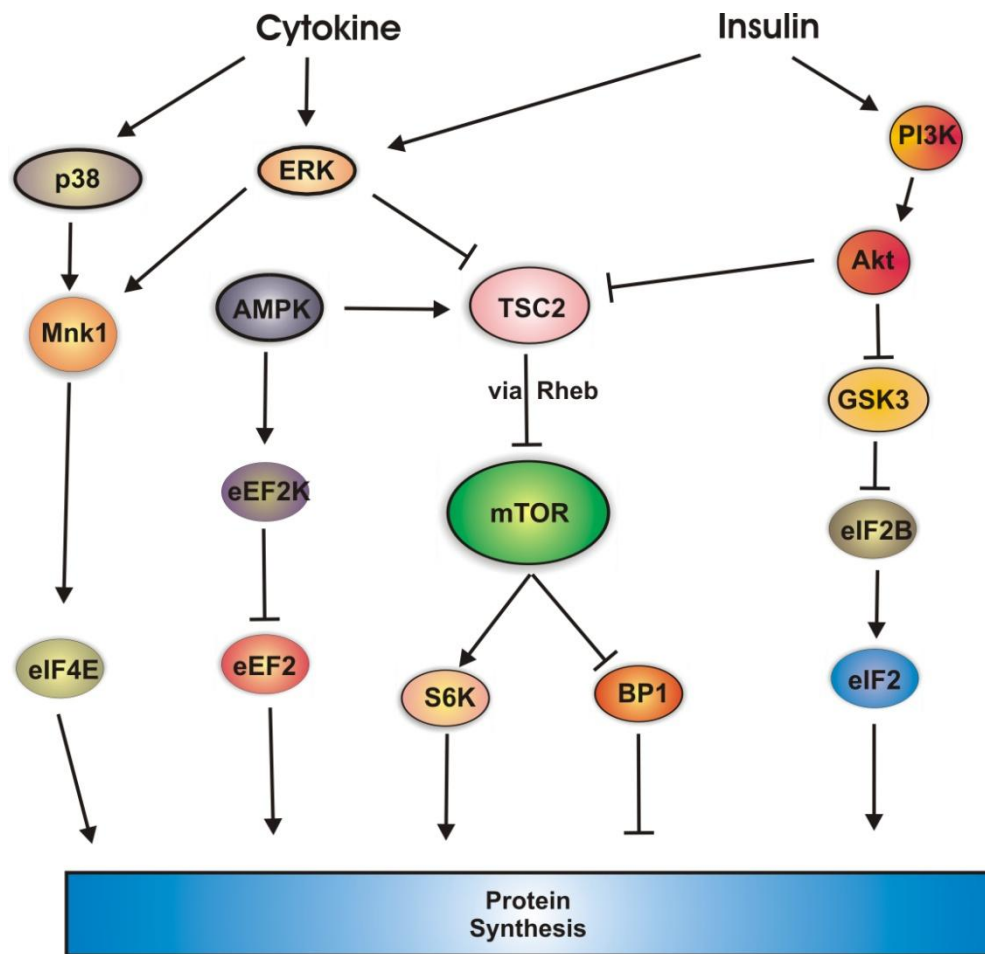 Cytokine
Insulin
PI3K
p38
ERK
Akt
AMPK
TSC2
Mnk1
via Rheb
GSK3
eEF2K
mTOR
eIF2B
eIF4E
eEF2
S6K
BP1
eIF2
Protein
Synthesis